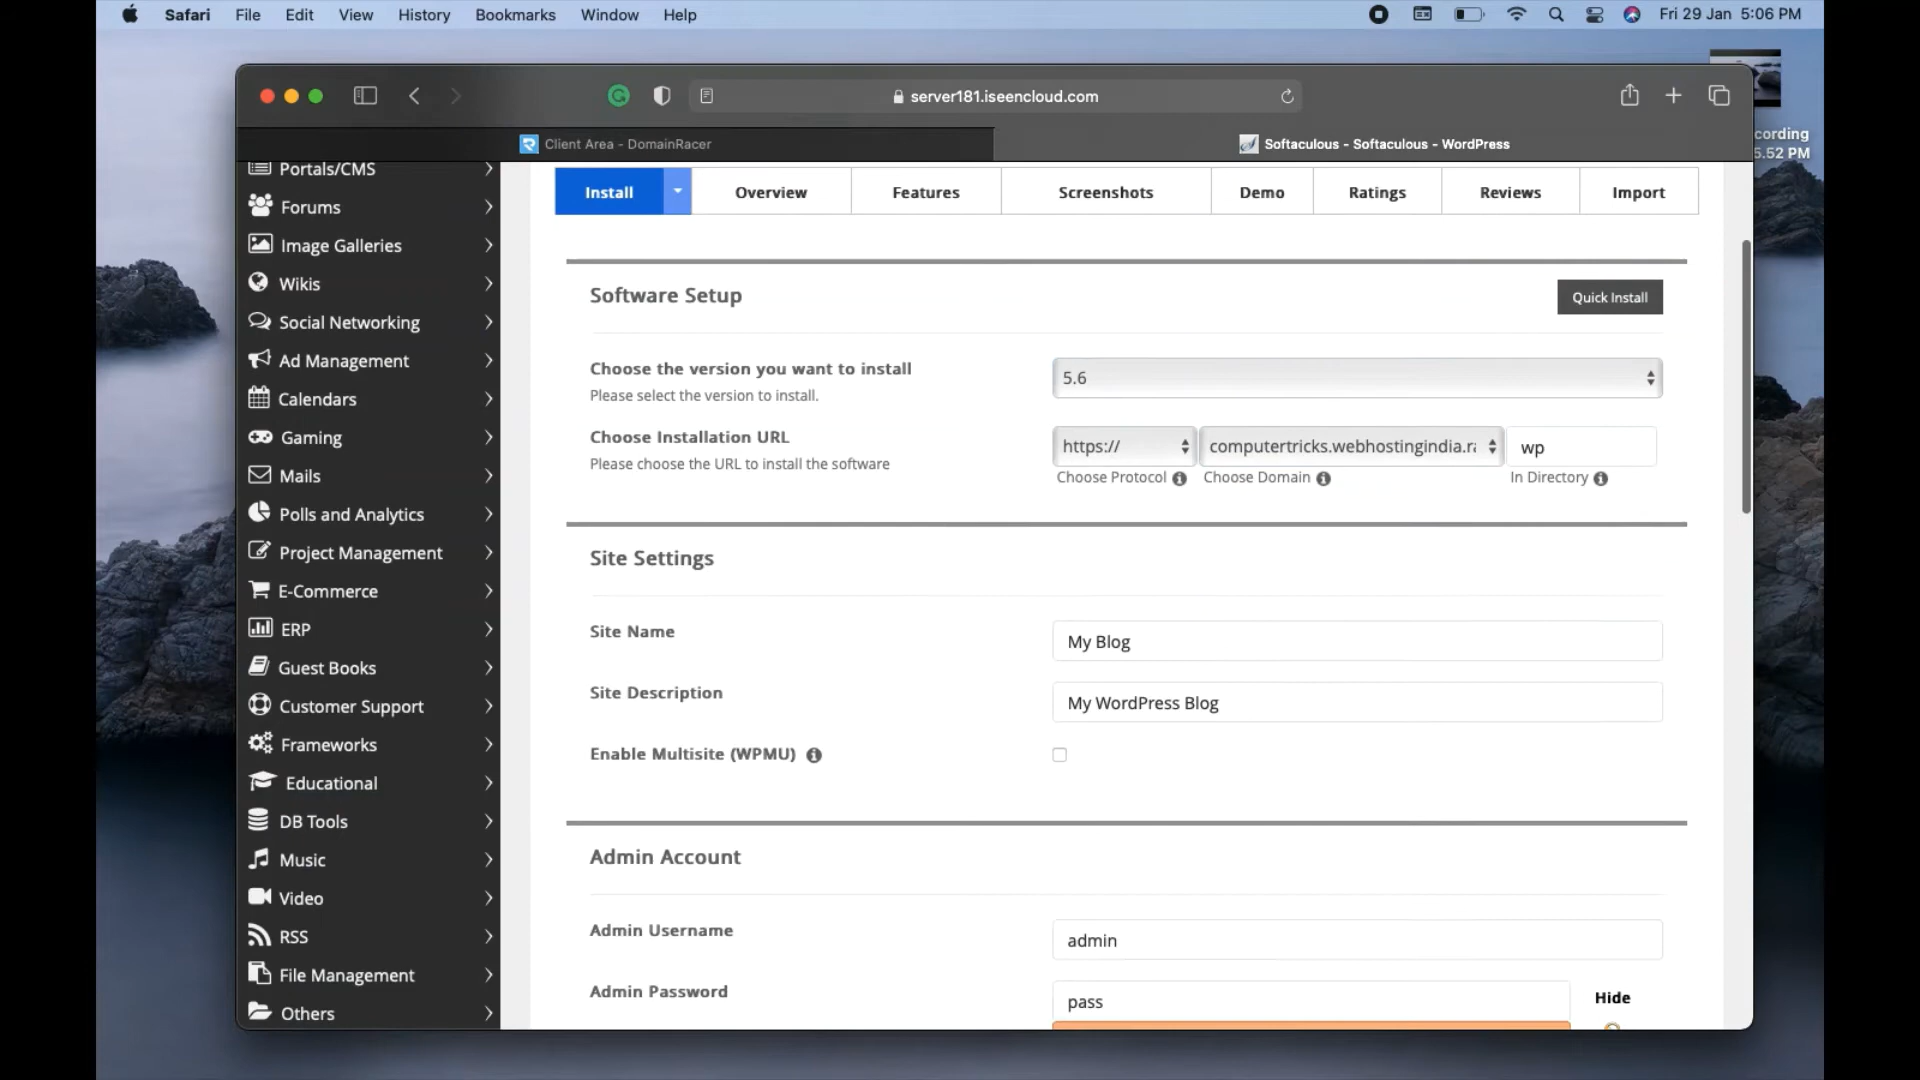 Safari File Edit View History Bookmarks Window Help Fri 29 Jan 5:06 PM
server181.iseencloud.com
cording
5.52 PM
Client Area - DomainRacer
Softaculous - Softaculous - WordPress
Portals/CMS
Forums
Image Galleries
Wikis
Social Networking
Ad Management
Calendars
Gaming
Mails
Polls and Analytics
Project Management
E-Commerce
ERP
Guest Books
Customer Support
Frameworks
Educational
DB Tools
Music
Video
RSS
File Management
Others
Install Overview Features Screenshots Demo Ratings Reviews Import
Software Setup
Quick Install
Choose the version you want to install
Please select the version to install.
5.6
Choose Installation URL
Please choose the URL to install the software
https:// computertricks.webhostingindia.ra wp
Choose Protocol Choose Domain In Directory
Site Settings
Site Name
My Blog
Site Description
My WordPress Blog
Enable Multisite (WPMU)
Admin Account
Admin Username
admin
Admin Password
pass
Hide